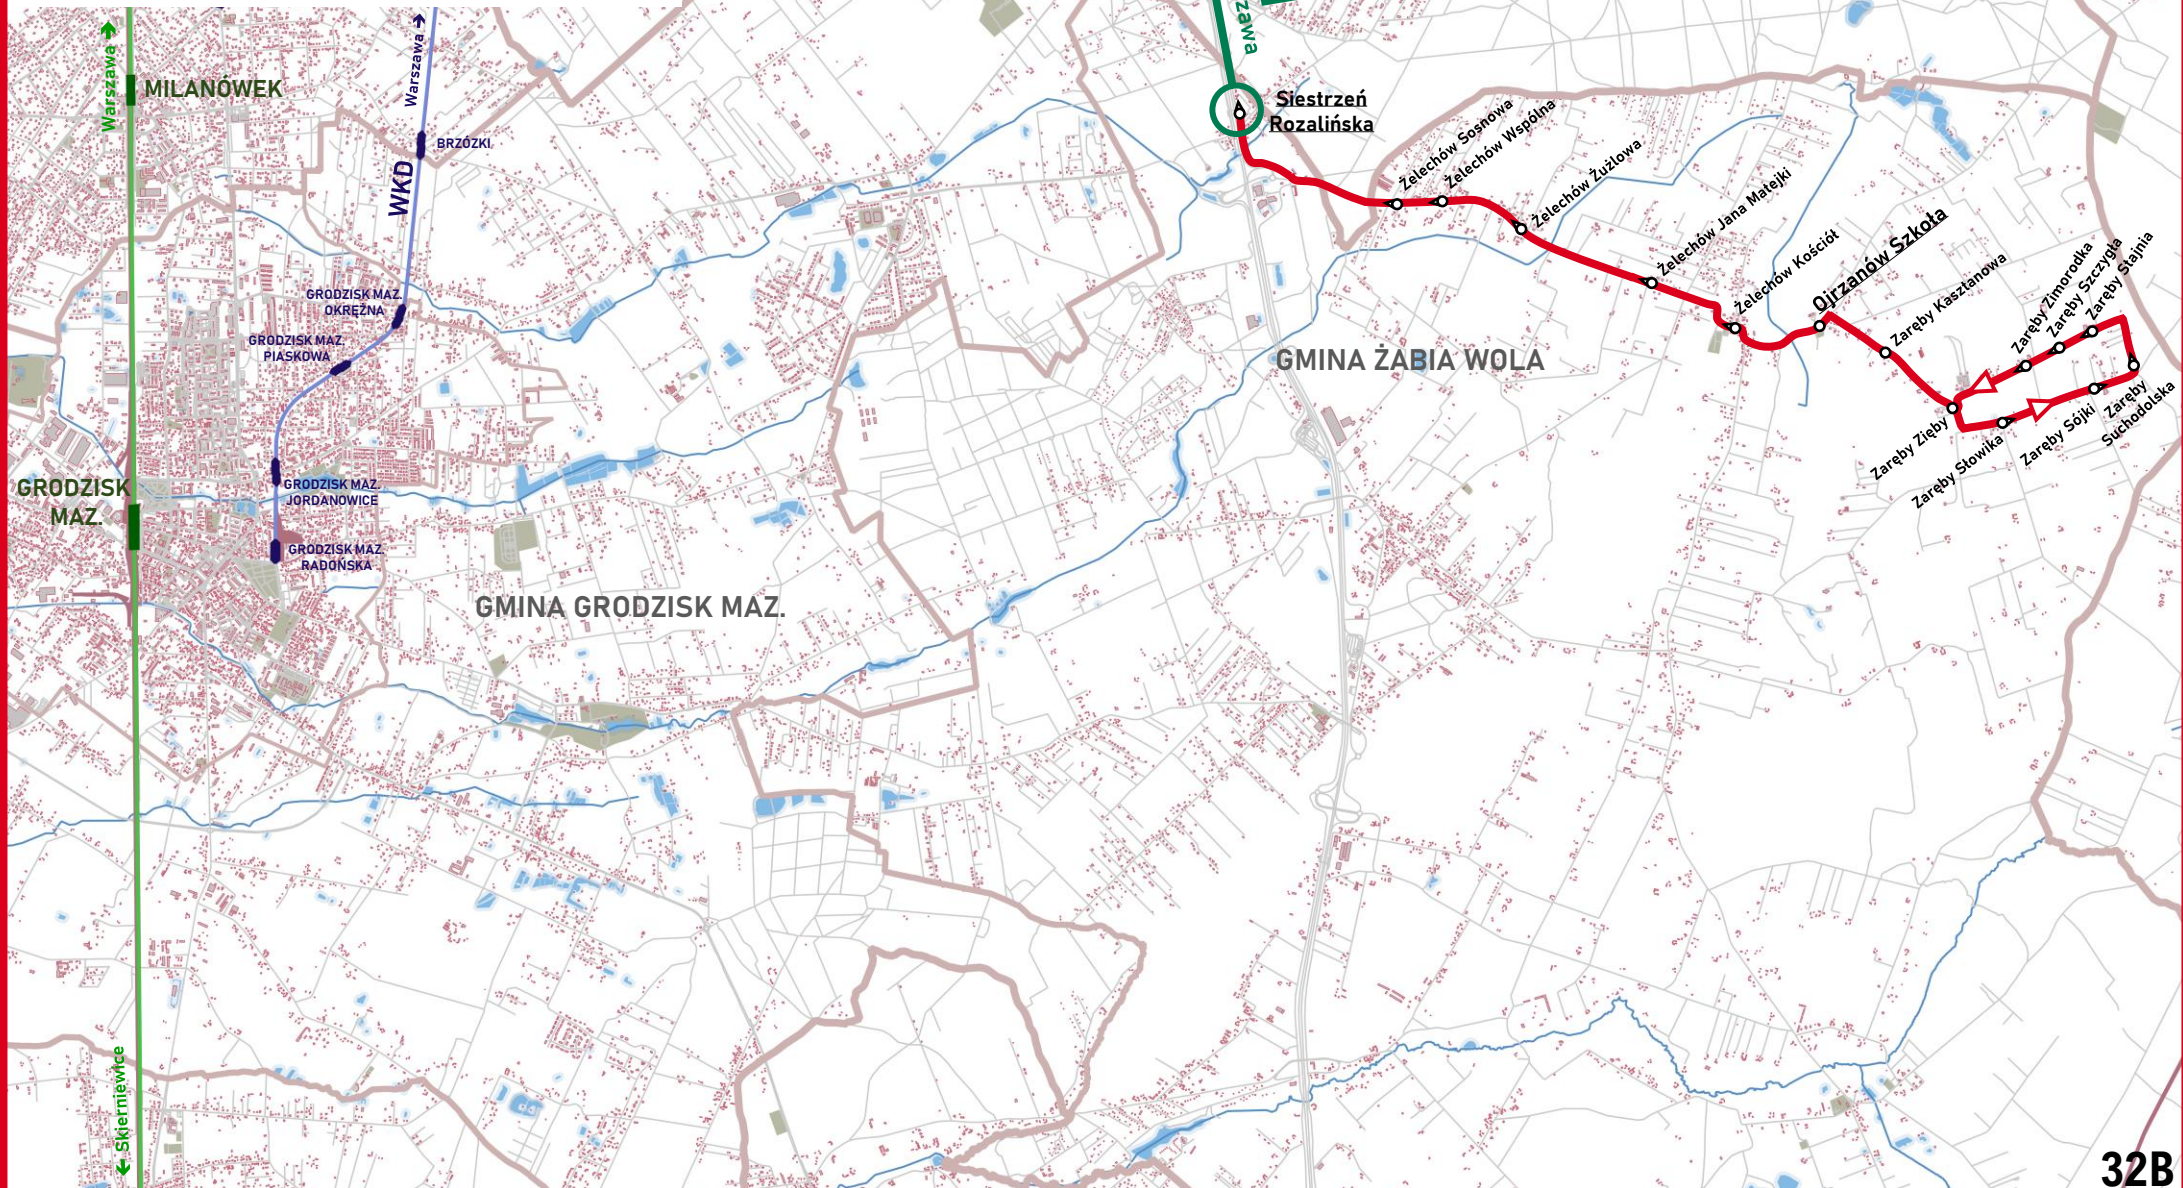 Warszawa
MILANÓWEK
Warszawa
BRZÓZKI
WKD
GRODZISK MAZ.
OKRĘŻNA
GRODZISK MAZ.
PIASKOWA
GRODZISK
MAZ.
GRODZISK MAZ.
JORDANOWICE
GRODZISK MAZ.
RADOŃSKA
GMINA GRODZISK MAZ.
Skierniewice
zawa
Siestrzeń
Rozalińska
Żelechów Sosnowa
Żelechów Wspólna
Żelechów Żużlowa
Żelechów Jana Matejki
Żelechów Kościół
Ojrzanów Szkoła
Zaręby Kasztanowa
Zaręby Zimorodka
Zaręby Szczygła
Zaręby Stajnia
Zaręby Zięby
Zaręby Słowika
Zaręby Sójki
Zaręby
Suchodolska
GMINA ŻABIA WOLA
32B